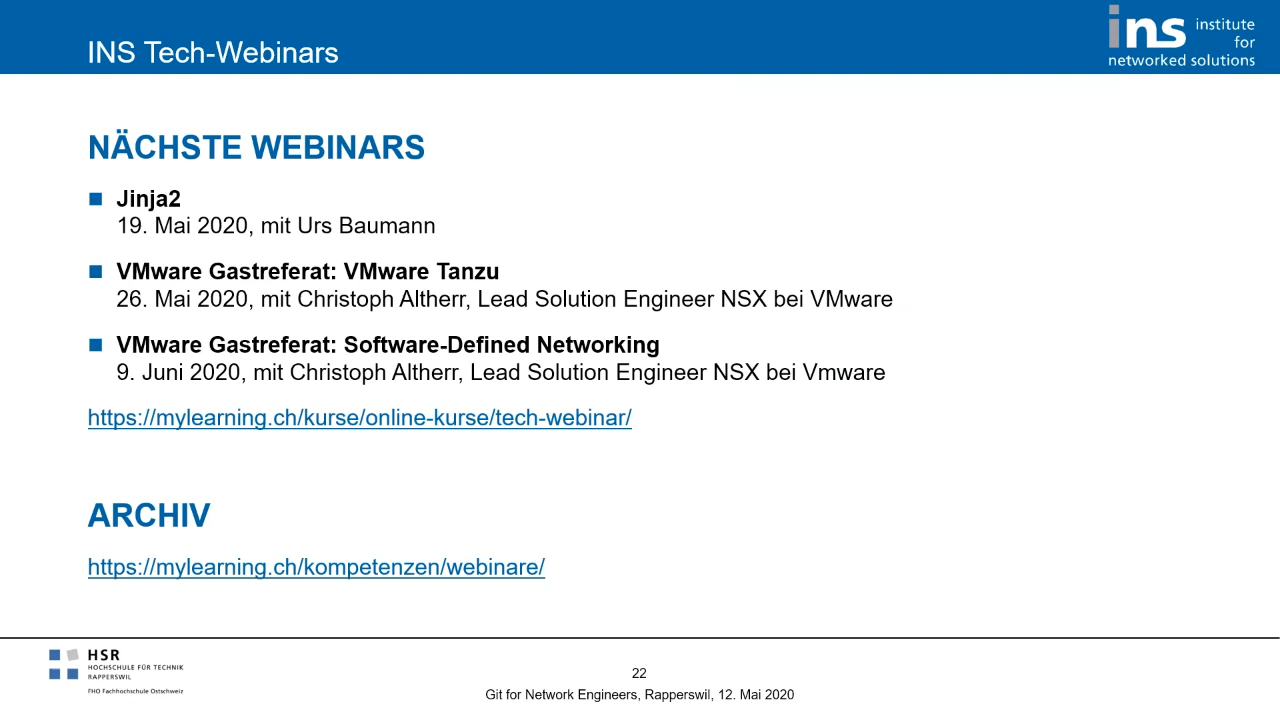 INS Tech-Webinars
ins institute
for
networked solutions
NÄCHSTE WEBINARS
Jinja2
19. Mai 2020, mit Urs Baumann
VMware Gastreferat: VMware Tanzu
26. Mai 2020, mit Christoph Altherr, Lead Solution Engineer NSX bei VMware
VMware Gastreferat: Software-Defined Networking
9. Juni 2020, mit Christoph Altherr, Lead Solution Engineer NSX bei Vmware
https://mylearning.ch/kurse/online-kurse/tech-webinar/
ARCHIV
https://mylearning.ch/kompetenzen/webinare/
HSR
HOCHSCHULE FÜR TECHNIK
RAPPERSWIL
FHO Fachhochschule Ostschweiz
22
Git for Network Engineers, Rapperswil, 12. Mai 2020